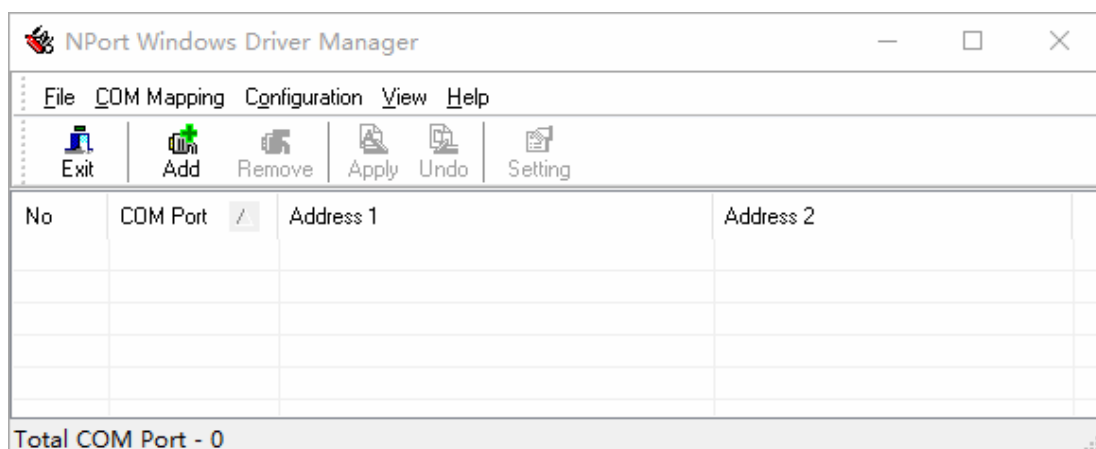 NPort Windows Driver Manager
File COM Mapping Configuration View Help
Exit Add Remove Apply Undo Setting
No COM Port Address 1 Address 2
Total COM Port - 0